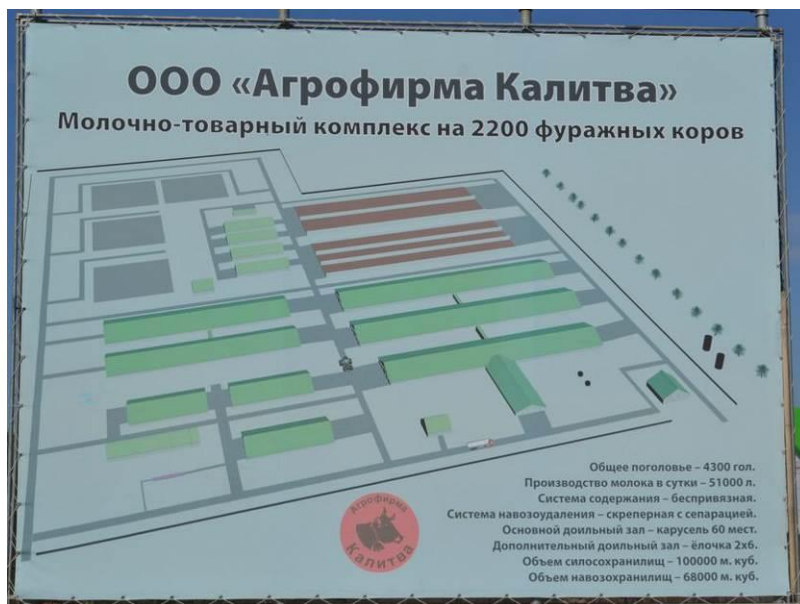 ООО «Агрофирма Калитва»
Молочно-товарный комплекс на 2200 фуражных коров
Общее поголовье – 4300 гол.
Производство молока в сутки – 51000 л.
Система содержания – беспривязная.
Система навозоудаления – скреперная с сепарацией.
Основной доильный зал – карусель 60 мест.
Дополнительный доильный зал – ёлочка 2х6.
Объем силосохранилищ – 100000 м. куб.
Объем навозохранилищ – 68000 м. куб.
Агрофирма
Калитва